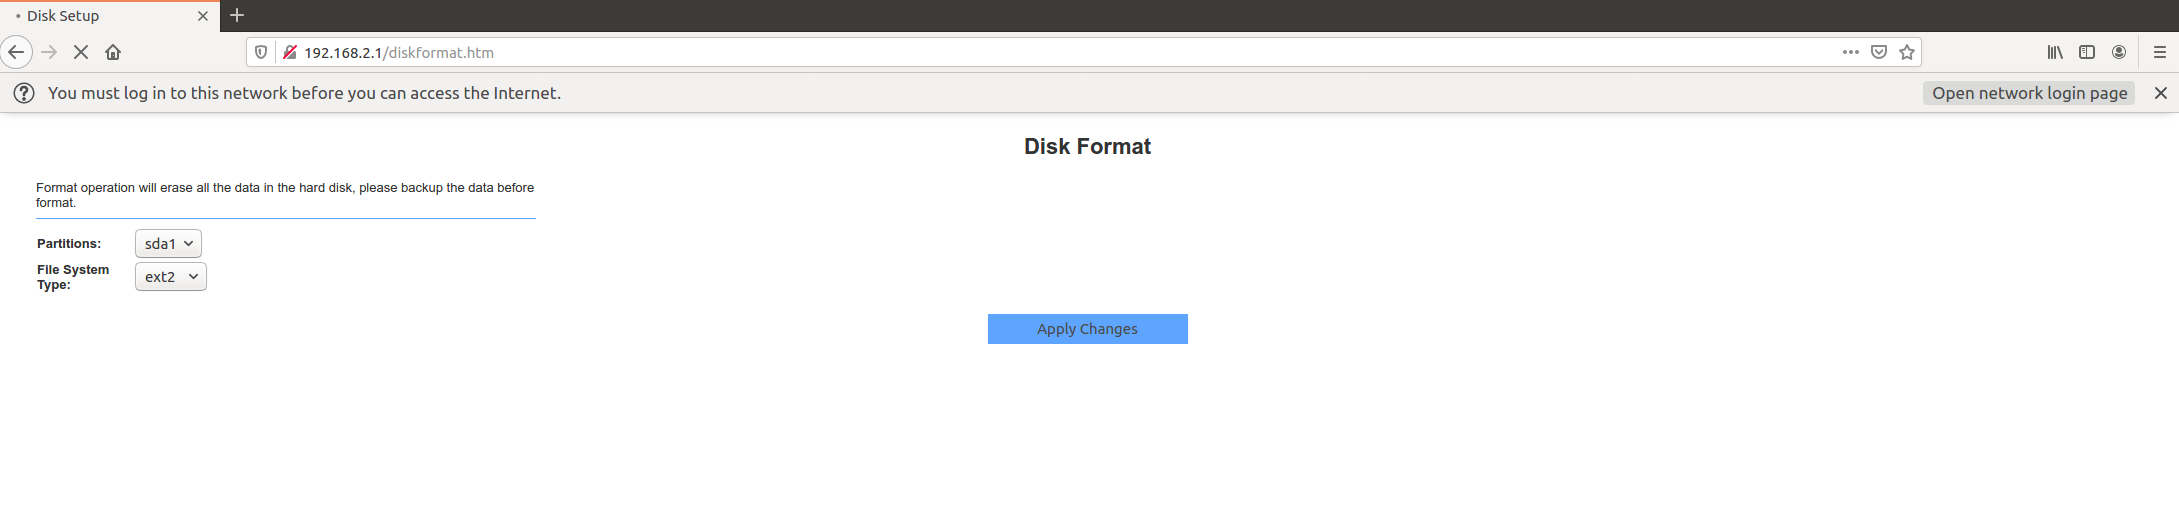 Disk Setup
192.168.2.1/diskformat.htm
You must log in to this network before you can access the Internet.
Open network login page
Disk Format
Format operation will erase all the data in the hard disk, please backup the data before
format.
Partitions: sda1
File System
Type: ext2
Apply Changes